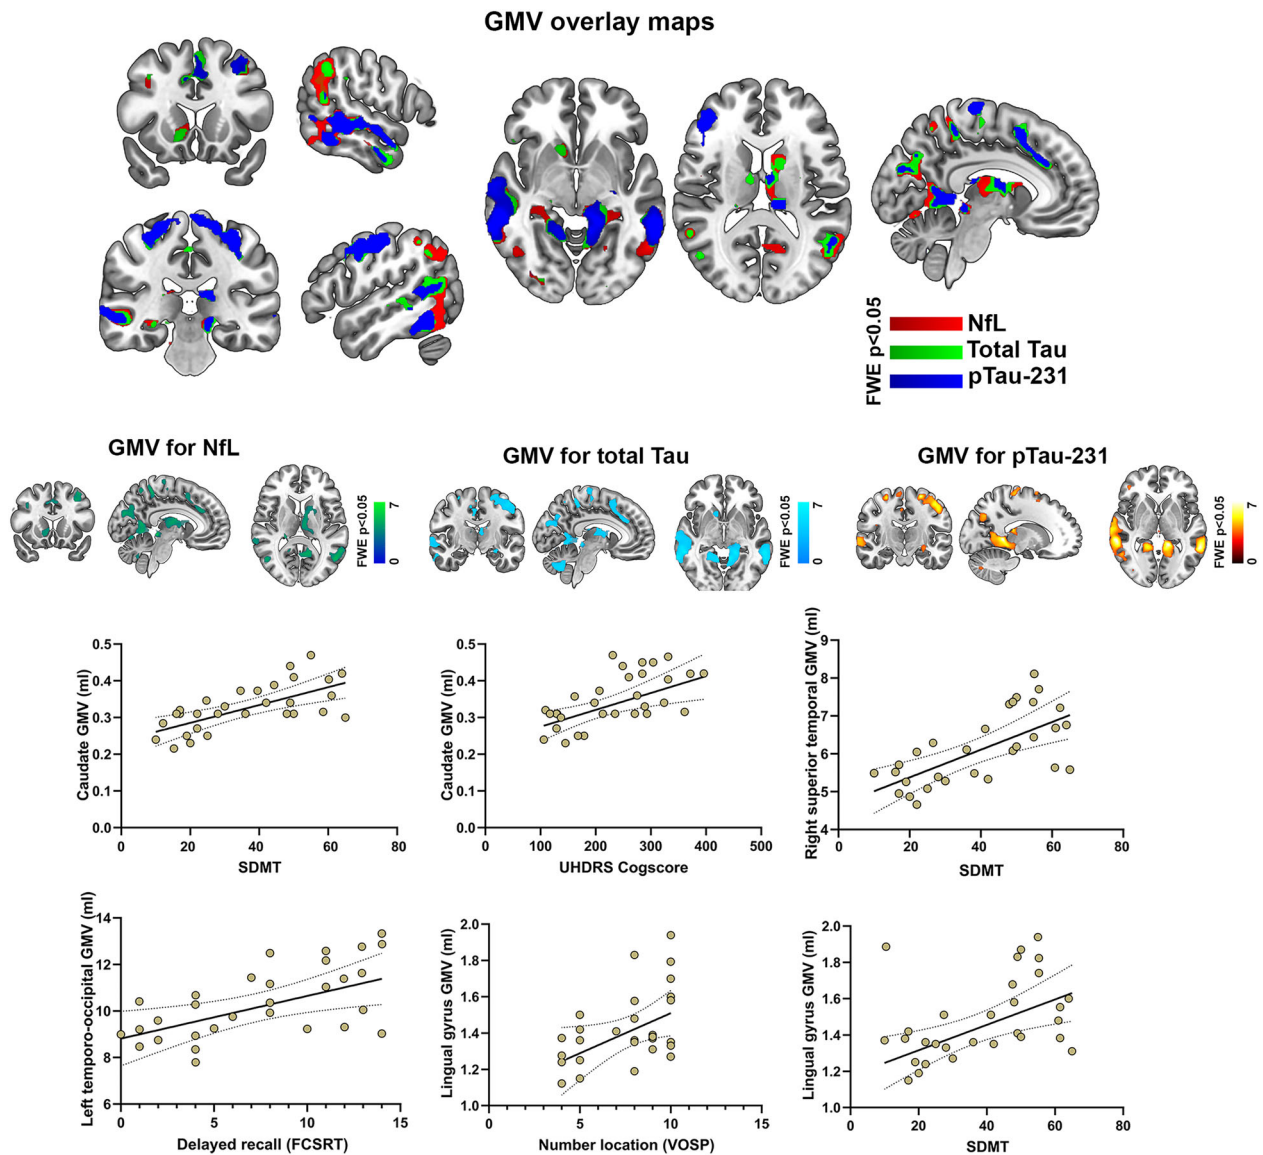 GMV overlay maps
FWE p<0.05
NfL
Total Tau
pTau-231
GMV for NfL
FWE p<0.05
7
0
GMV for total Tau
FWE p<0.05
7
0
GMV for pTau-231
FWE p<0.05
7
0
Caudate GMV (ml)
0.5
0.4
0.3
0.2
0.1
0.0
0 20 40 60 80
SDMT
Caudate GMV (ml)
0.5
0.4
0.3
0.2
0.1
0.0
0 100 200 300 400 500
UHDRS Cogscore
Right superior temporal GMV (ml)
9
8
7
6
5
4
0 20 40 60 80
SDMT
Left temporo-occipital GMV (ml)
14
12
10
8
6
0 5 10 15
Delayed recall (FCSRT)
Lingual gyrus GMV (ml)
2.0
1.8
1.6
1.4
1.2
1.0
0 5 10 15
Number location (VOSP)
Lingual gyrus GMV (ml)
2.0
1.8
1.6
1.4
1.2
1.0
0 20 40 60 80
SDMT